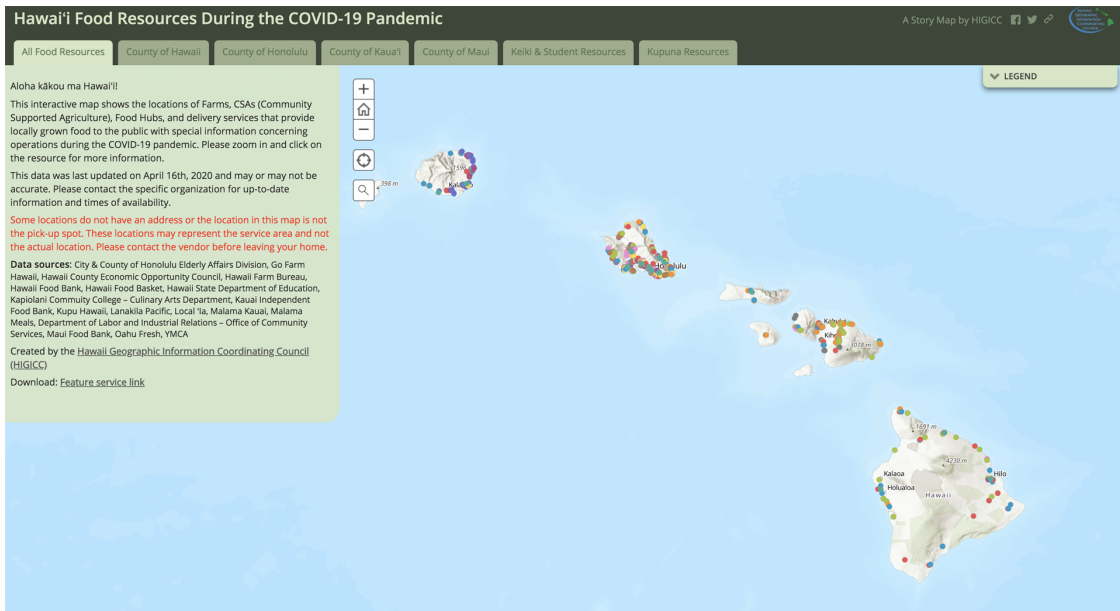 Hawaiʻi Food Resources During the COVID-19 Pandemic
A Story Map by HIGICC
All Food Resources
County of Hawaii
County of Honolulu
County of Kauaʻi
County of Maui
Keiki & Student Resources
Kupuna Resources
Aloha kākou ma Hawaiʻi!
This interactive map shows the locations of Farms, CSAs (Community
Supported Agriculture), Food Hubs, and delivery services that provide
locally grown food to the public with special information concerning
operations during the COVID-19 pandemic. Please zoom in and click on
the resource for more information.
This data was last updated on April 16th, 2020 and may or may not be
accurate. Please contact the specific organization for up-to-date
information and times of availability.
Some locations do not have an address or the location in this map is not
the pick-up spot. These locations may represent the service area and not
the actual location. Please contact the vendor before leaving your home.
Data sources: City & County of Honolulu Elderly Affairs Division, Go Farm
Hawaii, Hawaii County Economic Opportunity Council, Hawaii Farm Bureau,
Hawaii Food Bank, Hawaii Food Basket, Hawaii State Department of Education,
Kapiolani Commuity College – Culinary Arts Department, Kauai Independent
Food Bank, Kupu Hawaii, Lanakila Pacific, Local ʻIa, Malama Kauai, Malama
Meals, Department of Labor and Industrial Relations – Office of Community
Services, Maui Food Bank, Oahu Fresh, YMCA
Created by the Hawaii Geographic Information Coordinating Council
(HIGICC)
Download: Feature service link
LEGEND
398 m
Honolulu
3078 m
1691 m
4230 m
Kalaoa
Hilo
Holualoa
Hawaii